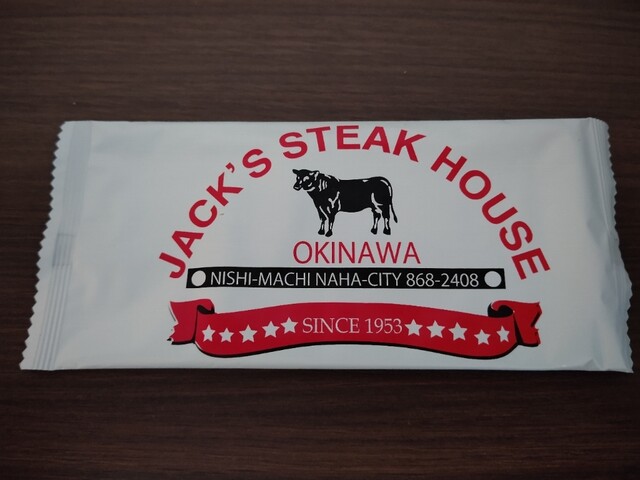 JACK'S STEAK HOUSE
OKINAWA
NISHI-MACHI NAHA-CITY 868-2408
SINCE 1953